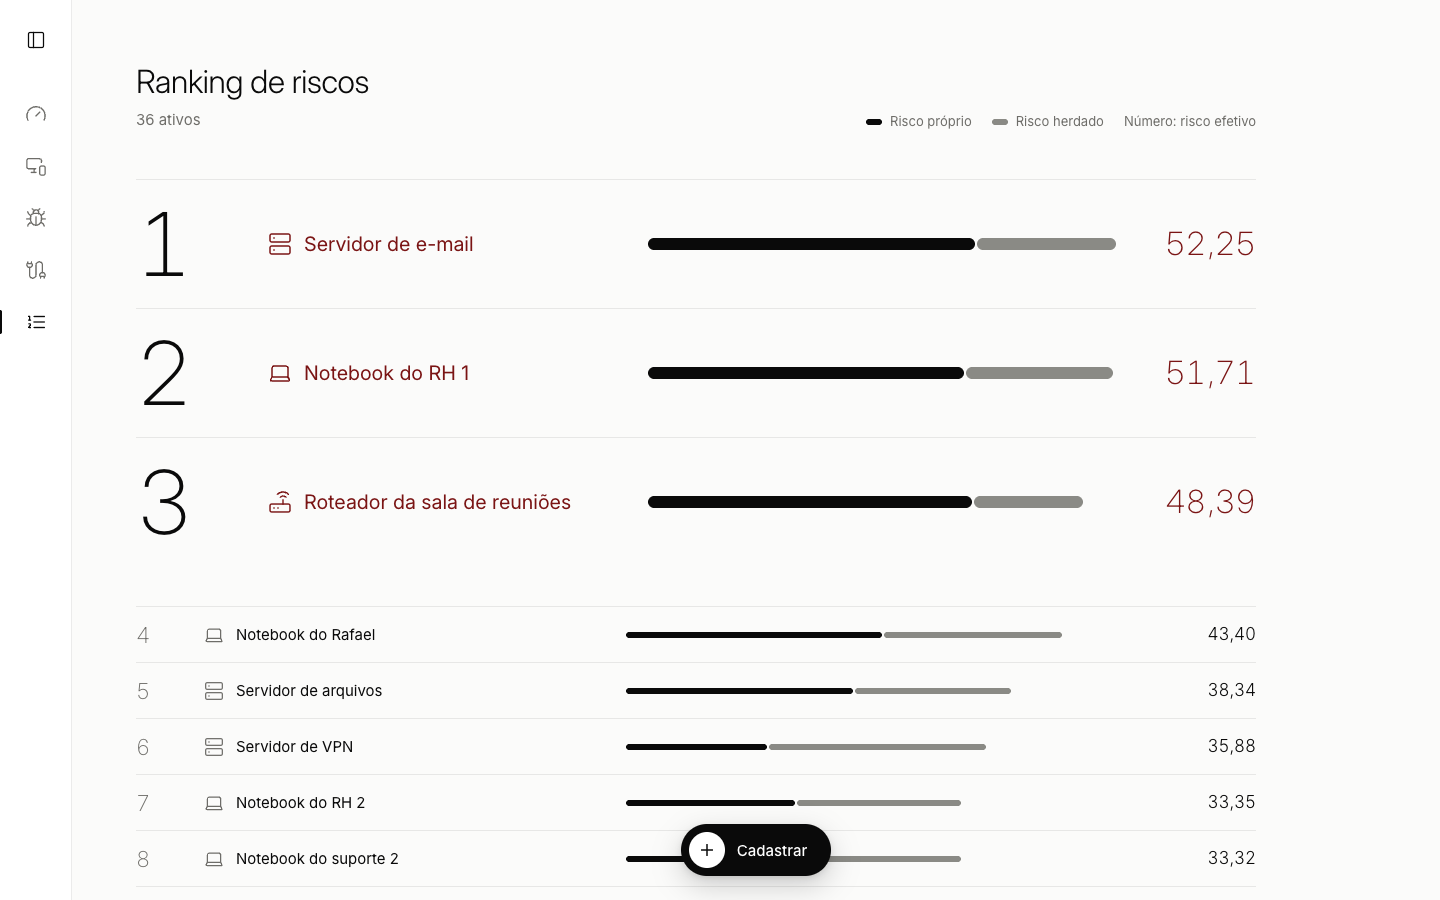 Ranking de riscos
36 ativos
Risco próprio
Risco herdado
Número: risco efetivo
1
Servidor de e-mail
52,25
2
Notebook do RH 1
51,71
3
Roteador da sala de reuniões
48,39
4
Notebook do Rafael
43,40
5
Servidor de arquivos
38,34
6
Servidor de VPN
35,88
7
Notebook do RH 2
33,35
8
Notebook do suporte 2
33,32
Cadastrar